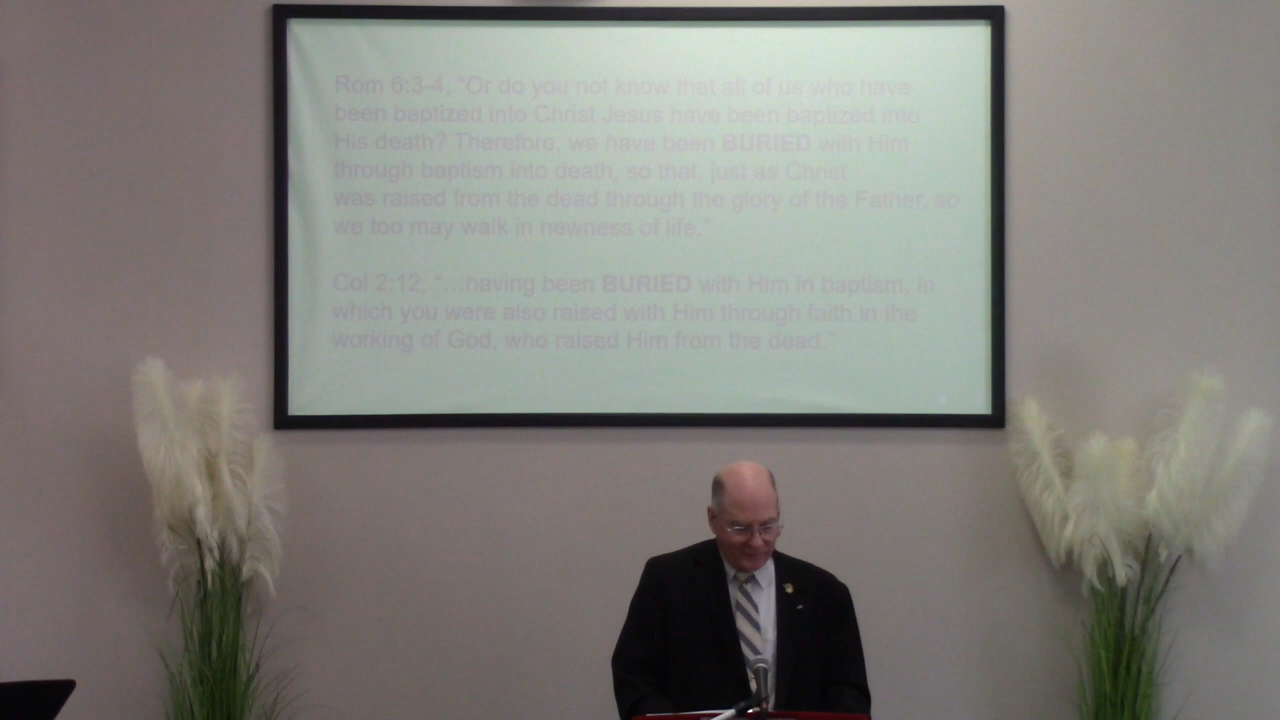 Rom 6:3-4, “Or do you not know that all of us who have
been baptized into Christ Jesus have been baptized into
His death? Therefore, we have been BURIED with Him
through baptism into death, so that, just as Christ
was raised from the dead through the glory of the Father, so
we too may walk in newness of life.”
Col 2:12, “…having been BURIED with Him in baptism, in
which you were also raised with Him through faith in the
working of God, who raised Him from the dead.”